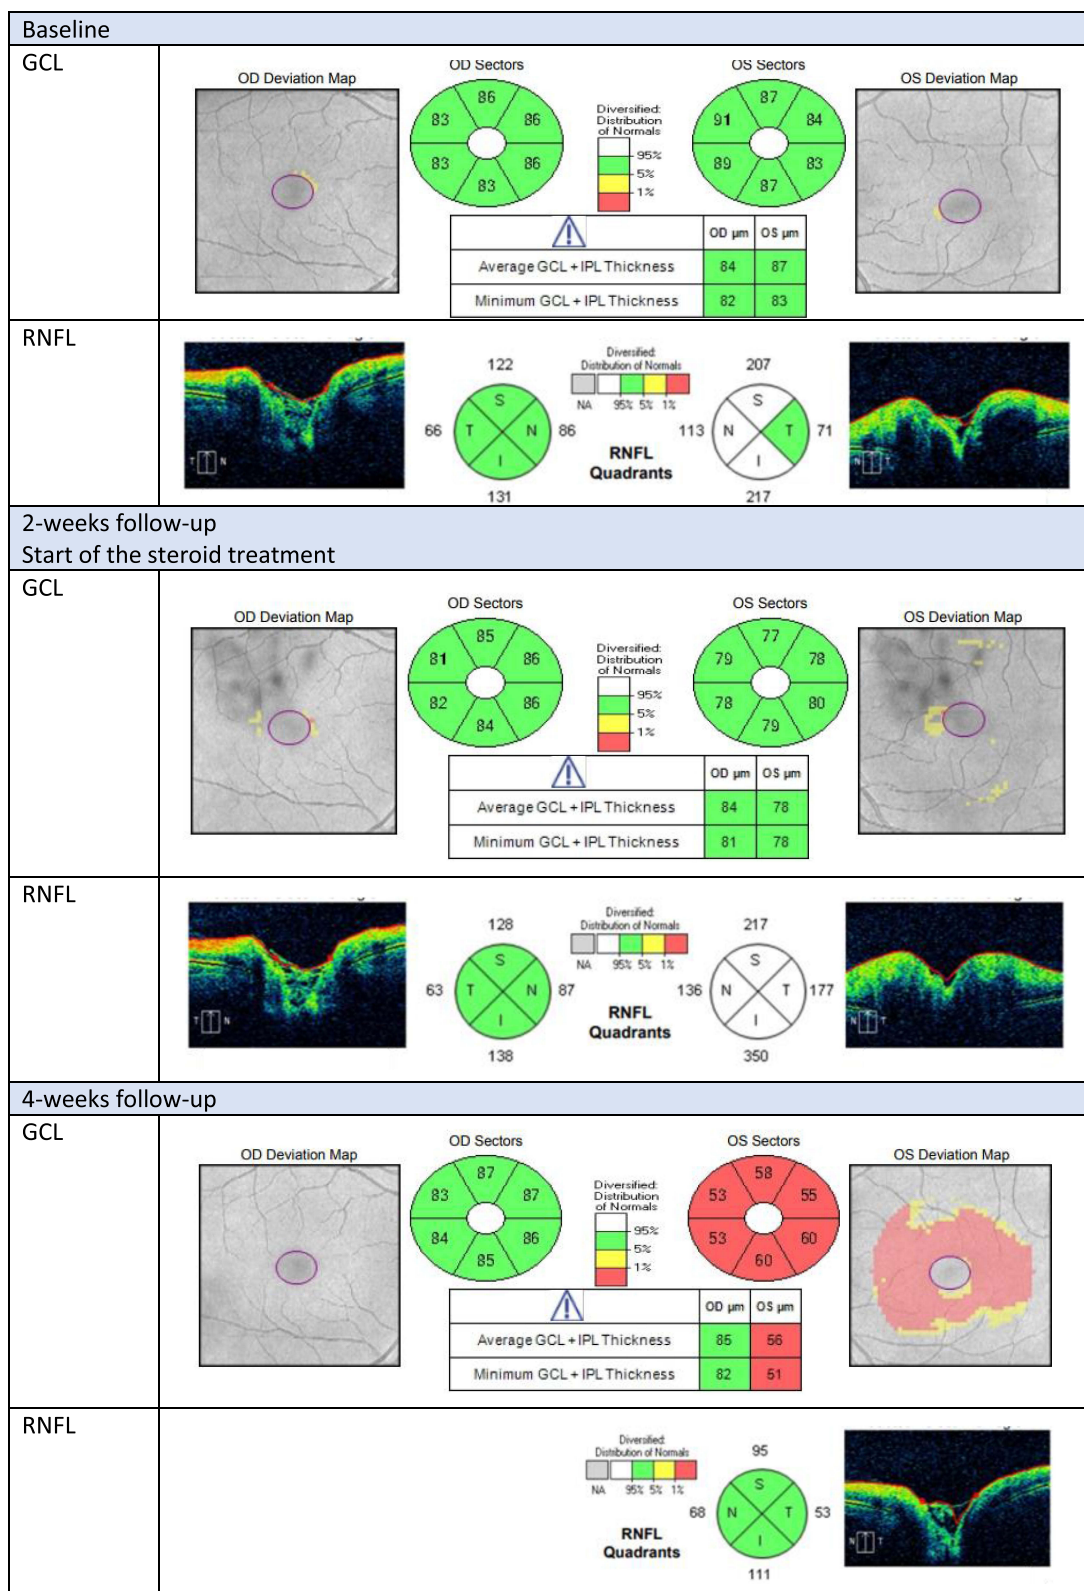 Baseline
GCL
OD Deviation Map
OD Sectors
86
83
86
83
86
83
Diversified:
Distribution
of Normals
95%
5%
1%
OS Sectors
87
91
84
89
83
87
OS Deviation Map
OD μm OS μm
Average GCL + IPL Thickness 84 87
Minimum GCL + IPL Thickness 82 83
RNFL
T N
122
S
66 T N 86
I
131
Diversified:
Distribution of Normals
NA 95% 5% 1%
RNFL
Quadrants
207
S
113 N T 71
I
217
N T
2-weeks follow-up
Start of the steroid treatment
GCL
OD Deviation Map
OD Sectors
85
81
86
82
86
84
Diversified:
Distribution
of Normals
95%
5%
1%
OS Sectors
77
79
78
78
80
79
OS Deviation Map
OD μm OS μm
Average GCL + IPL Thickness 84 78
Minimum GCL + IPL Thickness 81 78
RNFL
T N
128
S
63 T N 87
I
138
Diversified:
Distribution of Normals
NA 95% 5% 1%
RNFL
Quadrants
217
S
136 N T 177
I
350
N T
4-weeks follow-up
GCL
OD Deviation Map
OD Sectors
87
83
87
84
86
85
Diversified:
Distribution
of Normals
95%
5%
1%
OS Sectors
58
53
55
53
60
60
OS Deviation Map
OD μm OS μm
Average GCL + IPL Thickness 85 56
Minimum GCL + IPL Thickness 82 51
RNFL
Diversified:
Distribution of Normals
NA 95% 5% 1%
RNFL
Quadrants
95
S
68 N T 53
I
111
N T